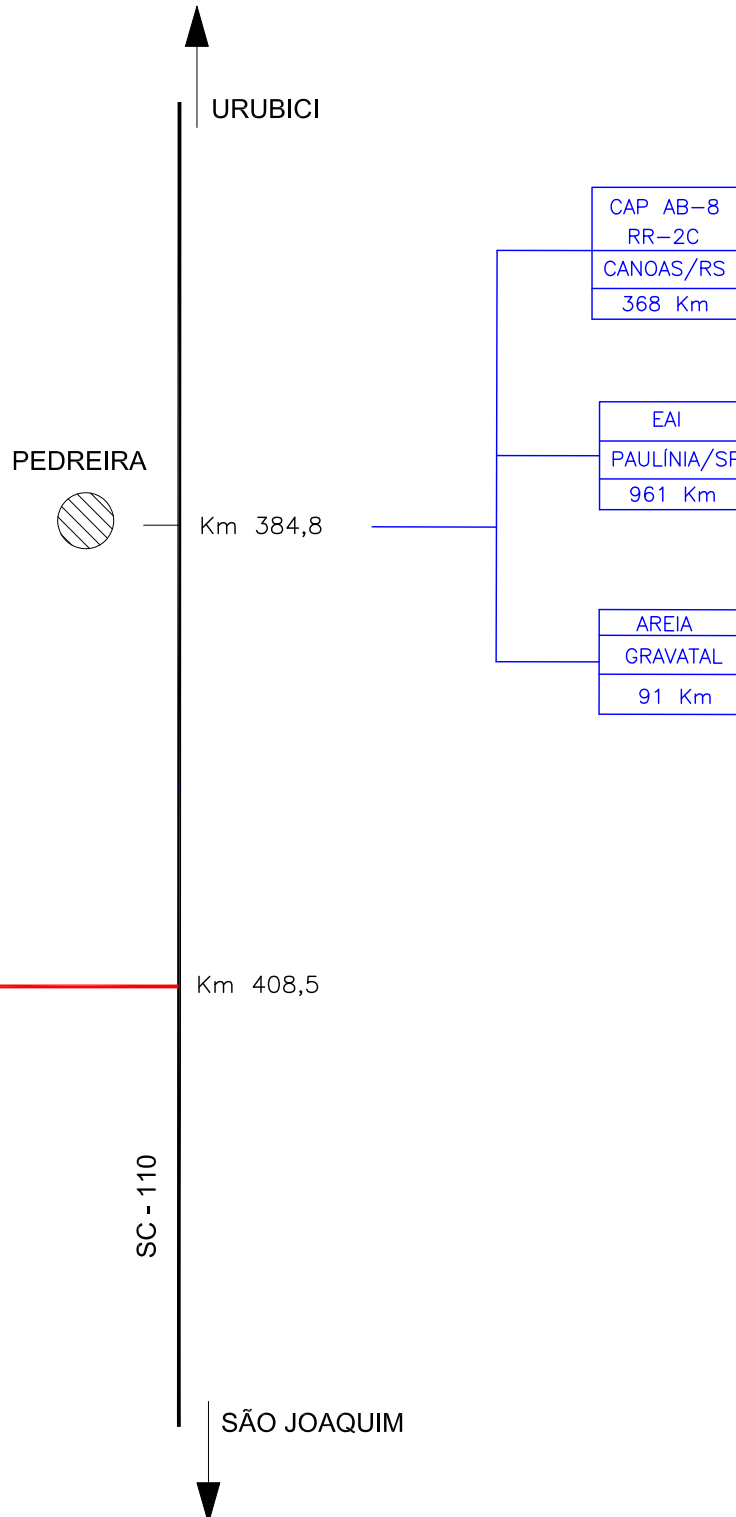 URUBICI
CAP AB-8
RR-2C
CANOAS/RS
368 Km
EAI
PAULÍNIA/SP
961 Km
PEDREIRA
Km 384,8
AREIA
GRAVATAL
91 Km
Km 408,5
SC - 110
SÃO JOAQUIM